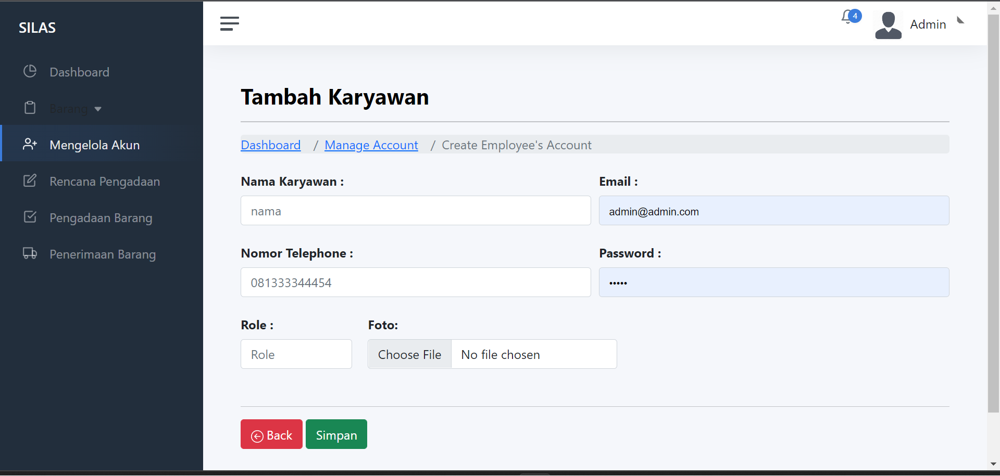 SILAS
Dashboard
Barang
Mengelola Akun
Rencana Pengadaan
Pengadaan Barang
Penerimaan Barang
4
Admin
Tambah Karyawan
Dashboard / Manage Account / Create Employee's Account
Nama Karyawan :
nama
Email :
admin@admin.com
Nomor Telephone :
081333344454
Password :
•••••
Role :
Role
Foto:
Choose File No file chosen
Back
Simpan